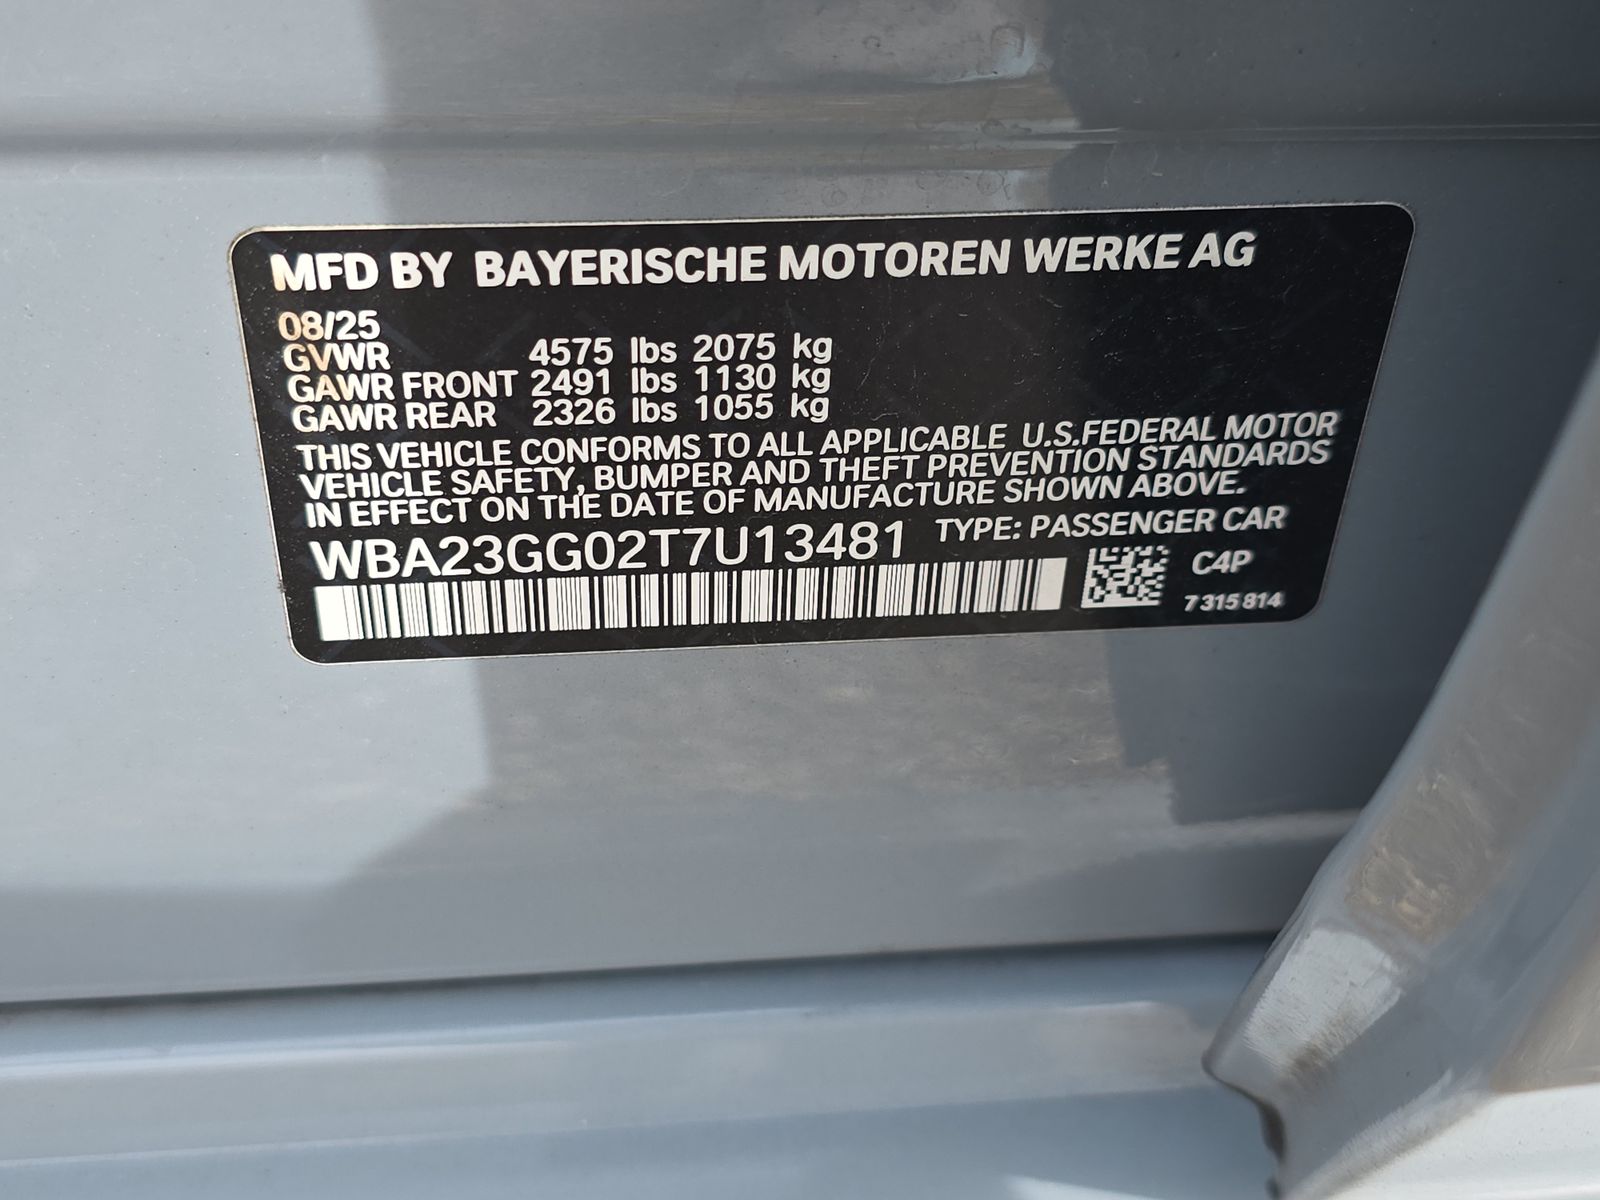 MFD BY BAYERISCHE MOTOREN WERKE AG
08/25
GVWR 4575 lbs 2075 kg
GAWR FRONT 2491 lbs 1130 kg
GAWR REAR 2326 lbs 1055 kg
THIS VEHICLE CONFORMS TO ALL APPLICABLE U.S.FEDERAL MOTOR
VEHICLE SAFETY, BUMPER AND THEFT PREVENTION STANDARDS
IN EFFECT ON THE DATE OF MANUFACTURE SHOWN ABOVE.
WBA23GG02T7U13481 TYPE: PASSENGER CAR
C4P
7 315 814